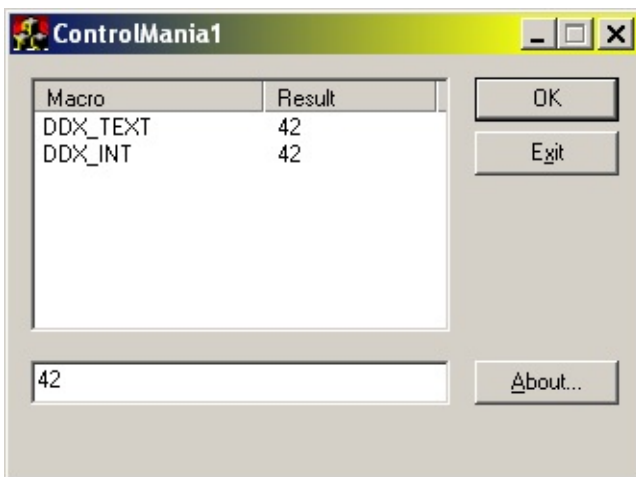 ControlMania1
Macro Result
DDX_TEXT 42
DDX_INT 42
OK
Exit
42
About...